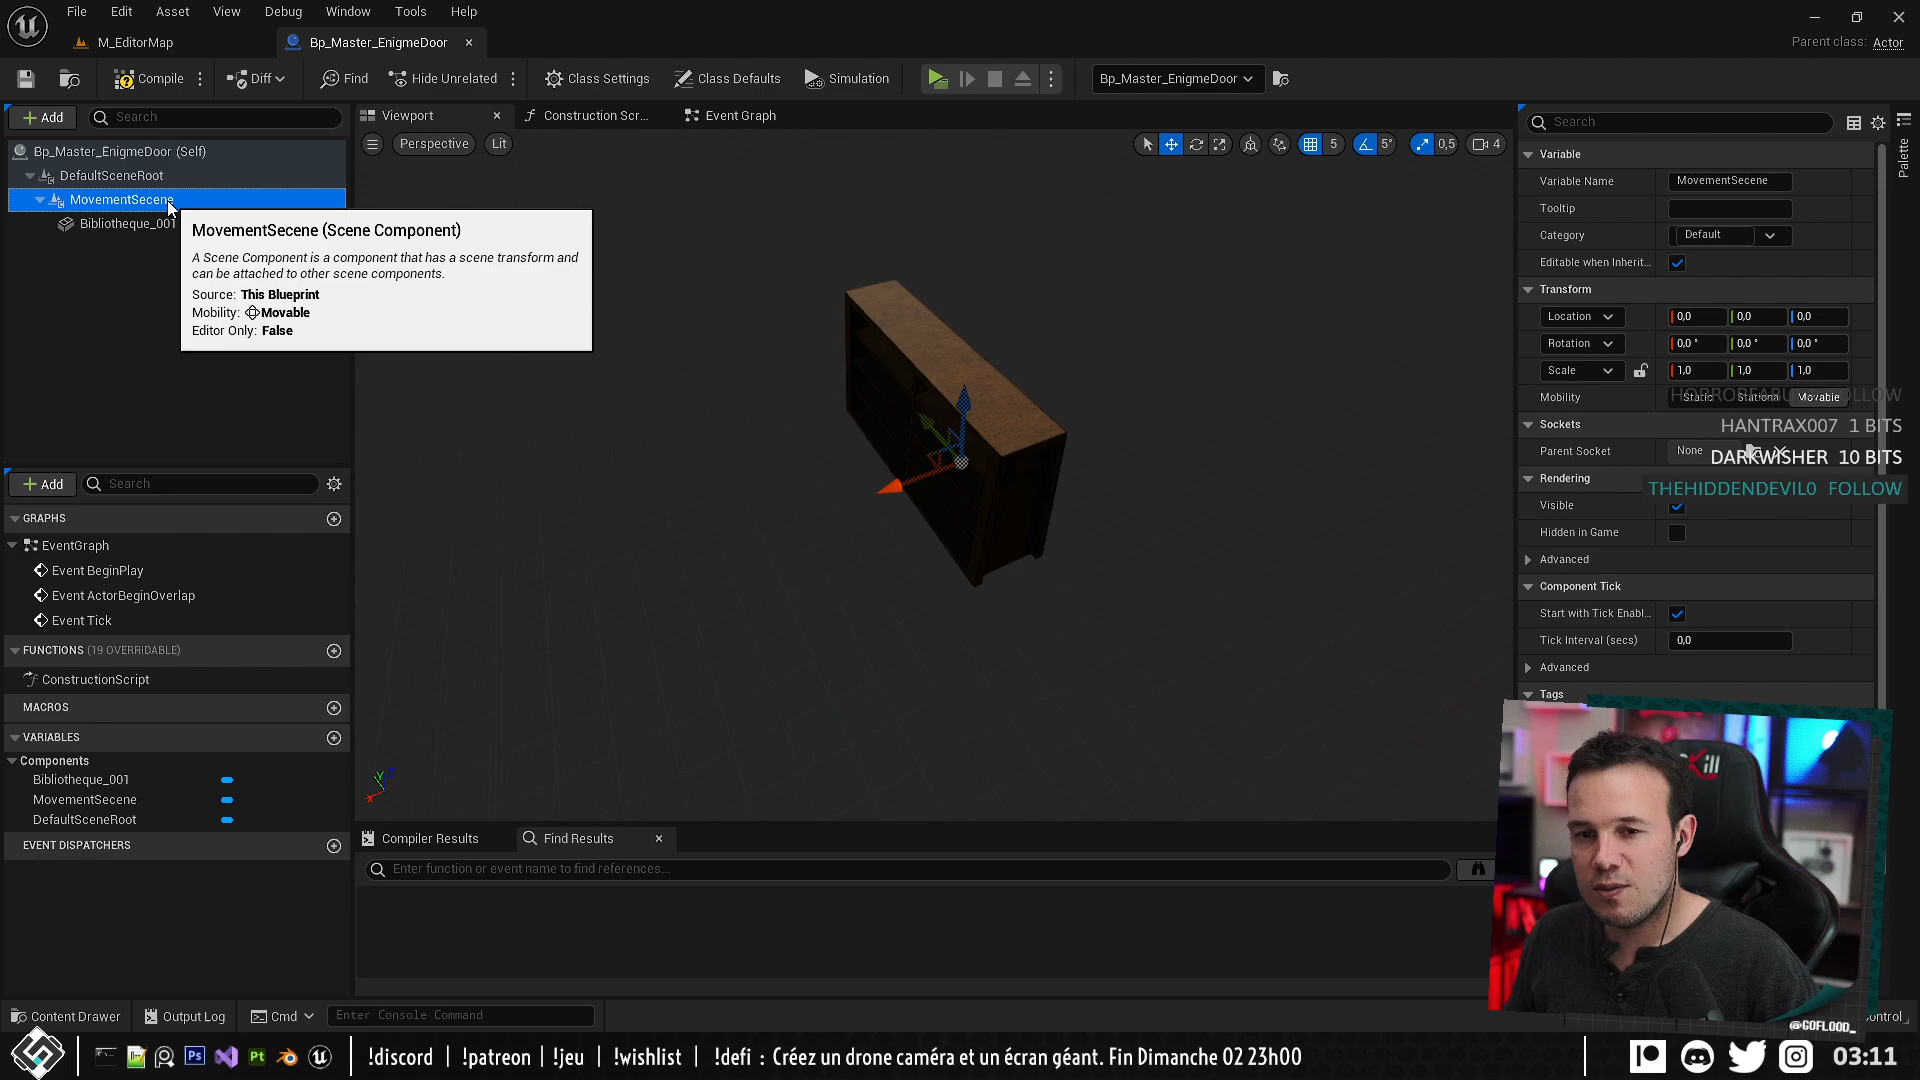 File Edit Asset View Debug Window Tools Help
M_EditorMap
Bp_Master_EnigmeDoor
Parent class: Actor
Compile
Diff
Find
Hide Unrelated
Class Settings
Class Defaults
Simulation
Bp_Master_EnigmeDoor
Add
Search
Viewport
Construction Scr...
Event Graph
Search
Palette
Perspective
Lit
5
5°
0,5
4
Bp_Master_EnigmeDoor (Self)
DefaultSceneRoot
MovementSecene
Bibliotheque_001
MovementSecene (Scene Component)
A Scene Component is a component that has a scene transform and
can be attached to other scene components.
Source: This Blueprint
Mobility: Movable
Editor Only: False
Variable
Variable Name MovementSecene
Tooltip
Category Default
Editable when Inherit...
Transform
Location 0,0 0,0 0,0
Rotation 0,0 ° 0,0 ° 0,0 °
Scale 1,0 1,0 1,0
Mobility Static Stationa Movable
Sockets
HANTRAX007 1 BITS
Parent Socket None
DARKWISHER 10 BITS
Rendering
THEHIDDENDEVIL0 FOLLOW
Visible
Hidden in Game
Advanced
Component Tick
Start with Tick Enabl...
Tick Interval (secs) 0,0
Advanced
Tags
Add
Search
GRAPHS
EventGraph
Event BeginPlay
Event ActorBeginOverlap
Event Tick
FUNCTIONS (19 OVERRIDABLE)
ConstructionScript
MACROS
VARIABLES
Components
Bibliotheque_001
MovementSecene
DefaultSceneRoot
EVENT DISPATCHERS
Compiler Results
Find Results
Enter function or event name to find references...
Content Drawer
Output Log
Cmd
Enter Console Command
ontrol
@GOFLOOD_
Ps
Pt
!discord | !patreon | !jeu | !wishlist | !defi : Créez un drone caméra et un écran géant. Fin Dimanche 02 23h00
03:11